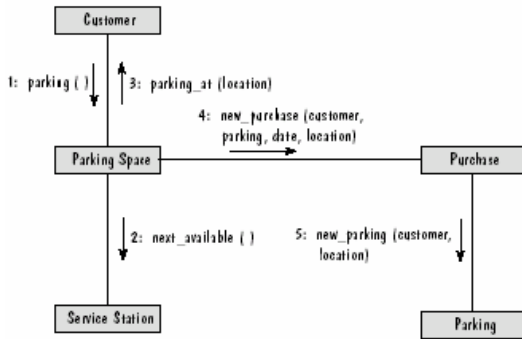 Customer
1: parking ( )
3: parking_at (location)
4: new_purchase (customer,
parking, date, location)
Parking Space
Purchase
2: next_available ( )
5: new_parking (customer,
location)
Service Station
Parking